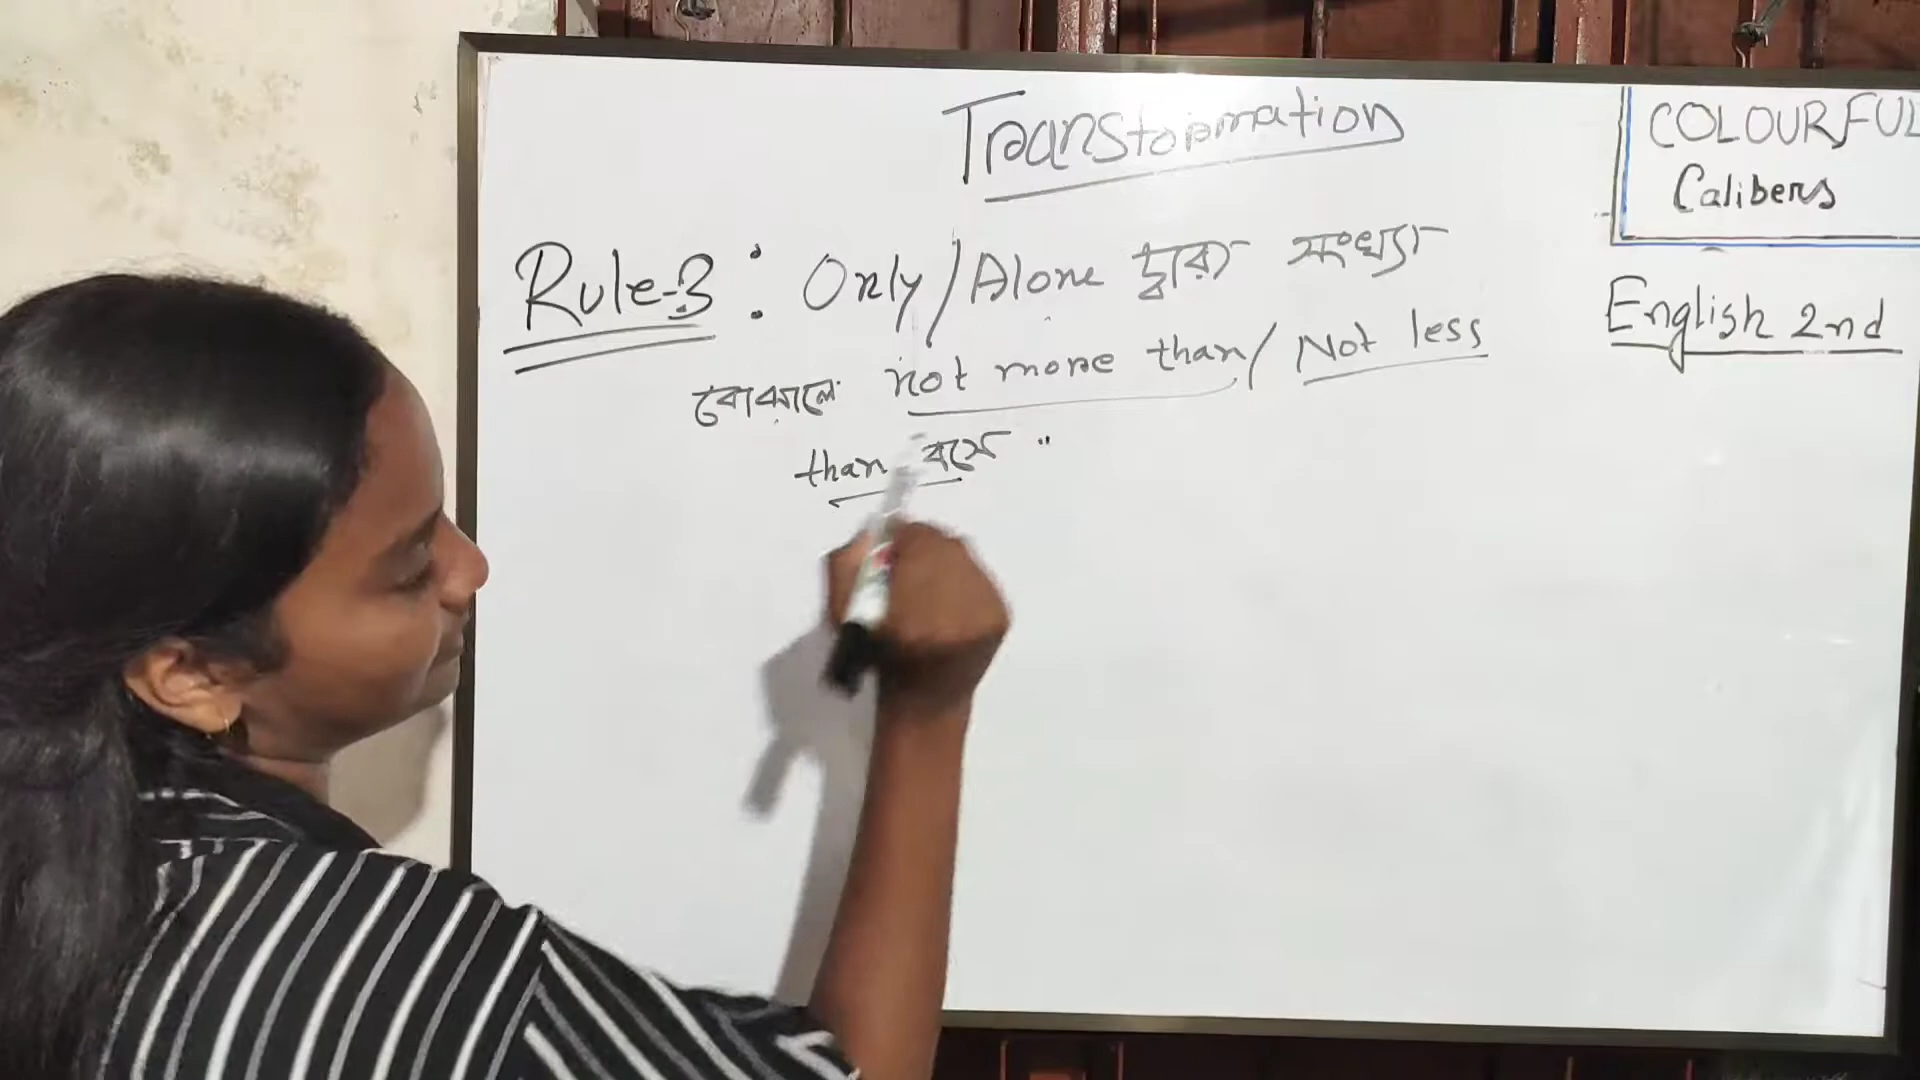 Transformation
COLOURFUL
Calibers
English 2nd
Rule-3 : Only/Alone দ্বারা সংখ্যা
বোঝালে not more than/ Not less
than বসে "